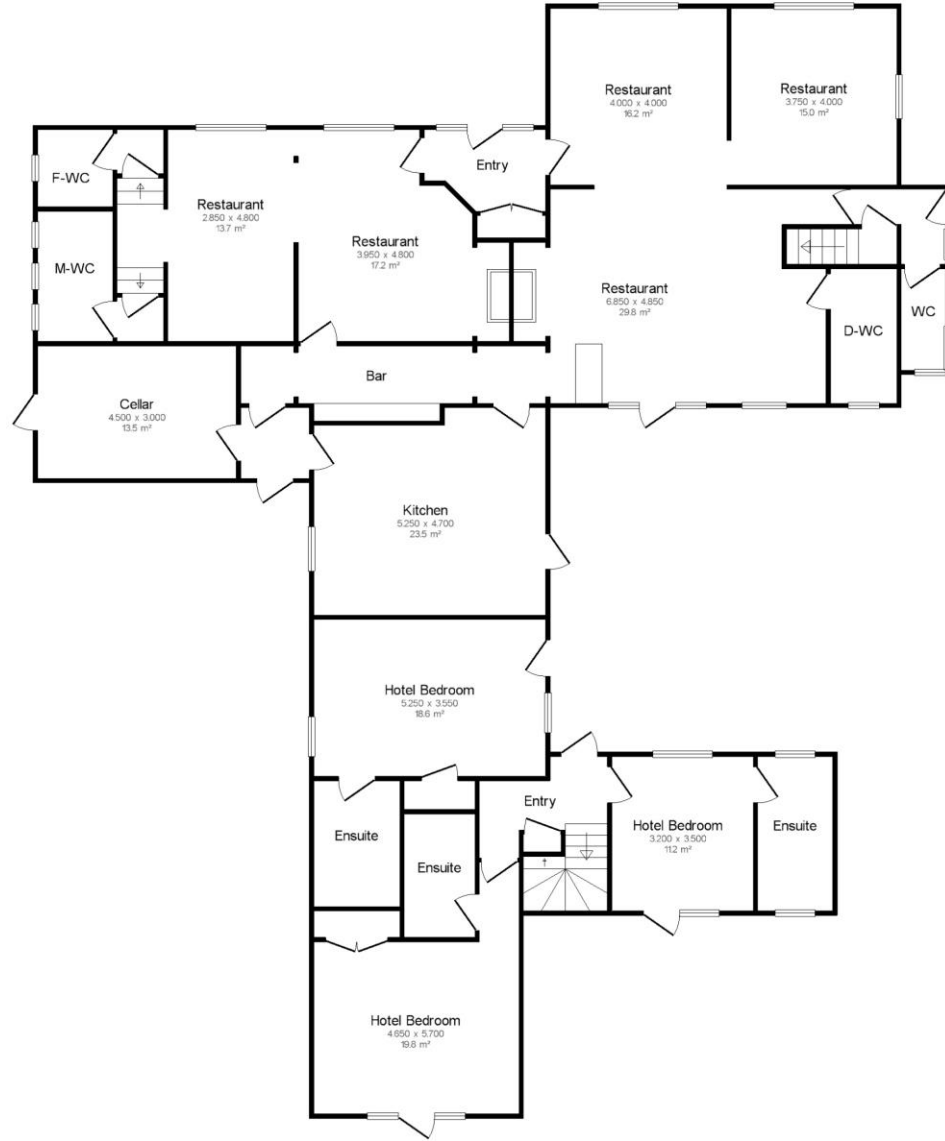 Restaurant
4.000 x 4.000
16.2 m²
Restaurant
3.750 x 4.000
15.0 m²
F-WC
Entry
Restaurant
2.850 x 4.800
13.7 m²
Restaurant
3.950 x 4.800
17.2 m²
M-WC
Restaurant
6.850 x 4.850
29.8 m²
D-WC
WC
Bar
Cellar
4.500 x 3.000
13.5 m²
Kitchen
5.250 x 4.700
23.5 m²
Hotel Bedroom
5.250 x 3.550
18.6 m²
Entry
Hotel Bedroom
3.200 x 3.500
11.2 m²
Ensuite
Ensuite
Ensuite
Hotel Bedroom
4.650 x 5.700
19.8 m²